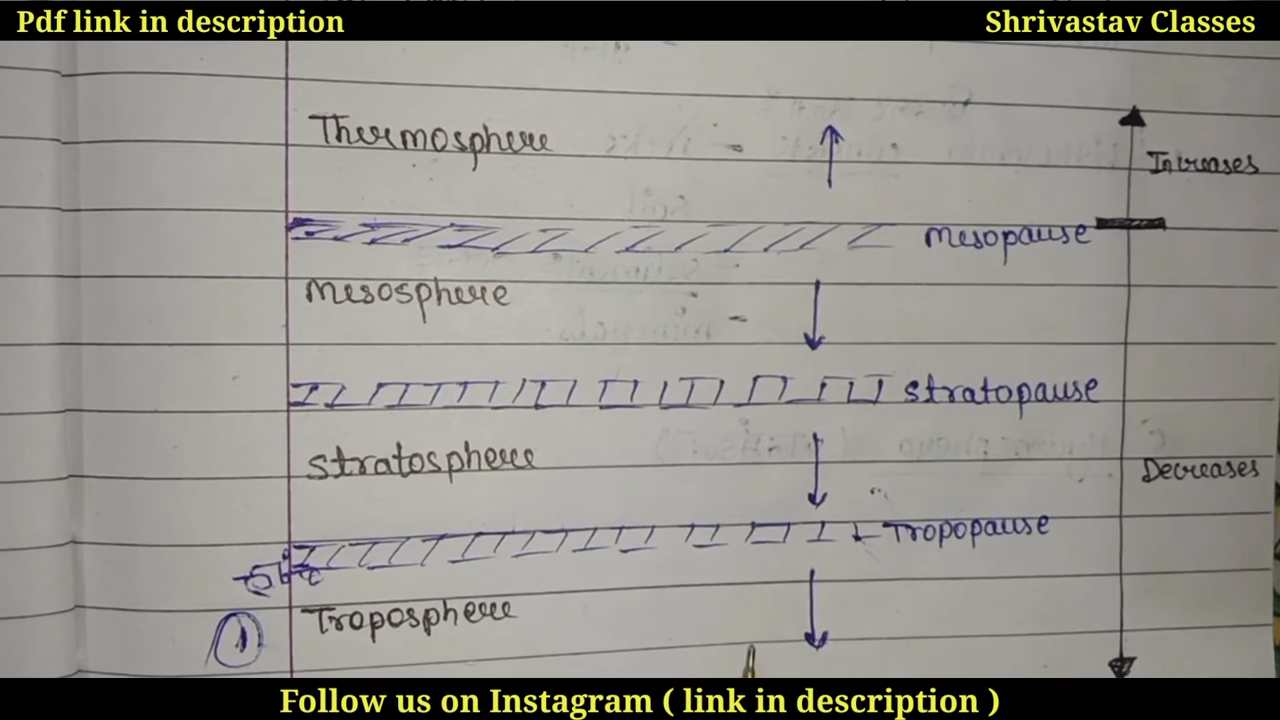 Pdf link in description
Shrivastav Classes
Thermosphere
Increases
Mesopause
Mesosphere
Stratopause
Stratosphere
Decreases
Tropopause
Troposphere
1
Follow us on Instagram ( link in description )